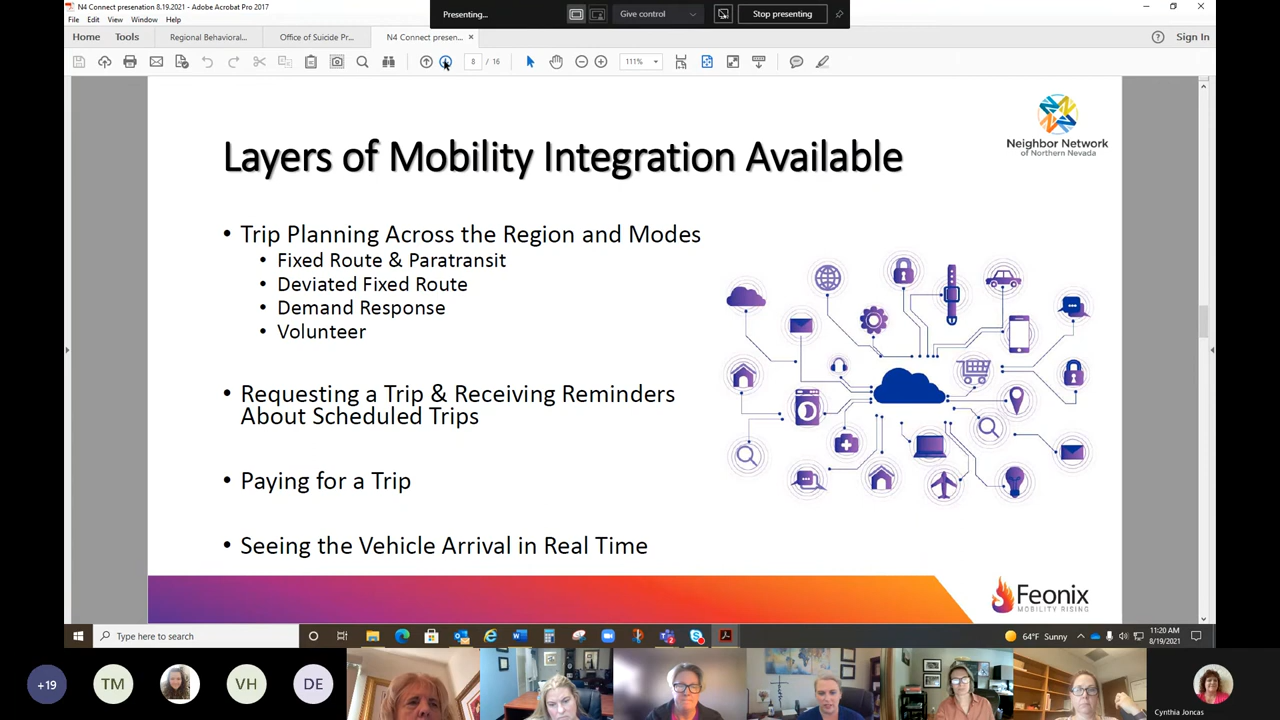 N4 Connect presenation 8.19.2021 - Adobe Acrobat Pro 2017
Presenting...
Give control
Stop presenting
File Edit View Window Help
Home Tools Regional Behavioral... Office of Suicide Pr... N4 Connect presen... ×
Sign In
8 / 16
111%
Neighbor Network
of Northern Nevada
Layers of Mobility Integration Available
• Trip Planning Across the Region and Modes
• Fixed Route & Paratransit
• Deviated Fixed Route
• Demand Response
• Volunteer
• Requesting a Trip & Receiving Reminders
About Scheduled Trips
• Paying for a Trip
• Seeing the Vehicle Arrival in Real Time
Feonix
MOBILITY RISING
Type here to search
64°F Sunny
11:20 AM
8/19/2021
+19
TM
VH
DE
Cynthia Joncas